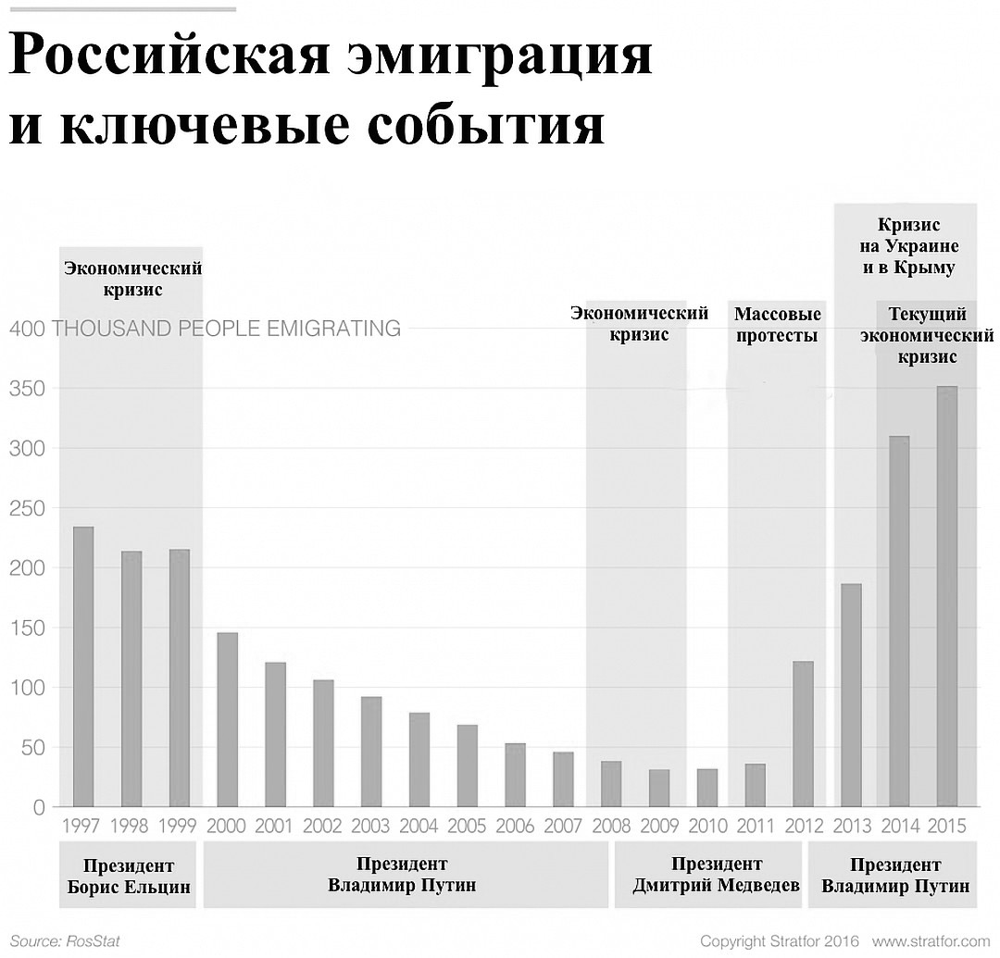 Российская эмиграция
и ключевые события
Кризис
на Украине
и в Крыму
Экономический
кризис
Экономический
кризис
Массовые
протесты
Текущий
экономический
кризис
400 THOUSAND PEOPLE EMIGRATING
350
300
250
200
150
100
50
0
1997 1998 1999 2000 2001 2002 2003 2004 2005 2006 2007 2008 2009 2010 2011 2012 2013 2014 2015
Президент
Борис Ельцин
Президент
Владимир Путин
Президент
Дмитрий Медведев
Президент
Владимир Путин
Source: RosStat
Copyright Stratfor 2016 www.stratfor.com